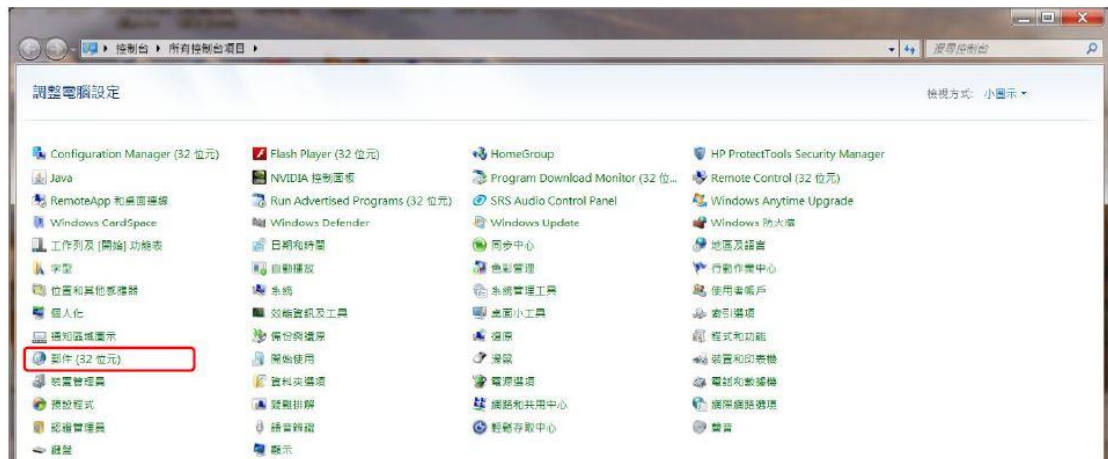 控制台 ▸ 所有控制台項目 ▸
搜尋控制台
調整電腦設定
檢視方式: 小圖示
Configuration Manager (32 位元) Flash Player (32 位元) HomeGroup HP ProtectTools Security Manager
Java NVIDIA 控制面板 Program Download Monitor (32 位... Remote Control (32 位元)
RemoteApp 和桌面連線 Run Advertised Programs (32 位元) SRS Audio Control Panel Windows Anytime Upgrade
Windows CardSpace Windows Defender Windows Update Windows 防火牆
工作列及 [開始] 功能表 日期和時間 同步中心 地區及語言
字型 自動播放 色彩管理 行動作業中心
位置和其他感應器 系統 系統管理工具 使用者帳戶
個人化 效能資訊及工具 桌面小工具 索引選項
通知區域圖示 備份與還原 復原 程式和功能
郵件 (32 位元) 開始使用 滑鼠 裝置和印表機
裝置管理員 資料夾選項 電源選項 電話和數據機
預設程式 疑難排解 網路和共用中心 網際網路選項
認證管理員 語音辨識 輕鬆存取中心 聲音
鍵盤 顯示